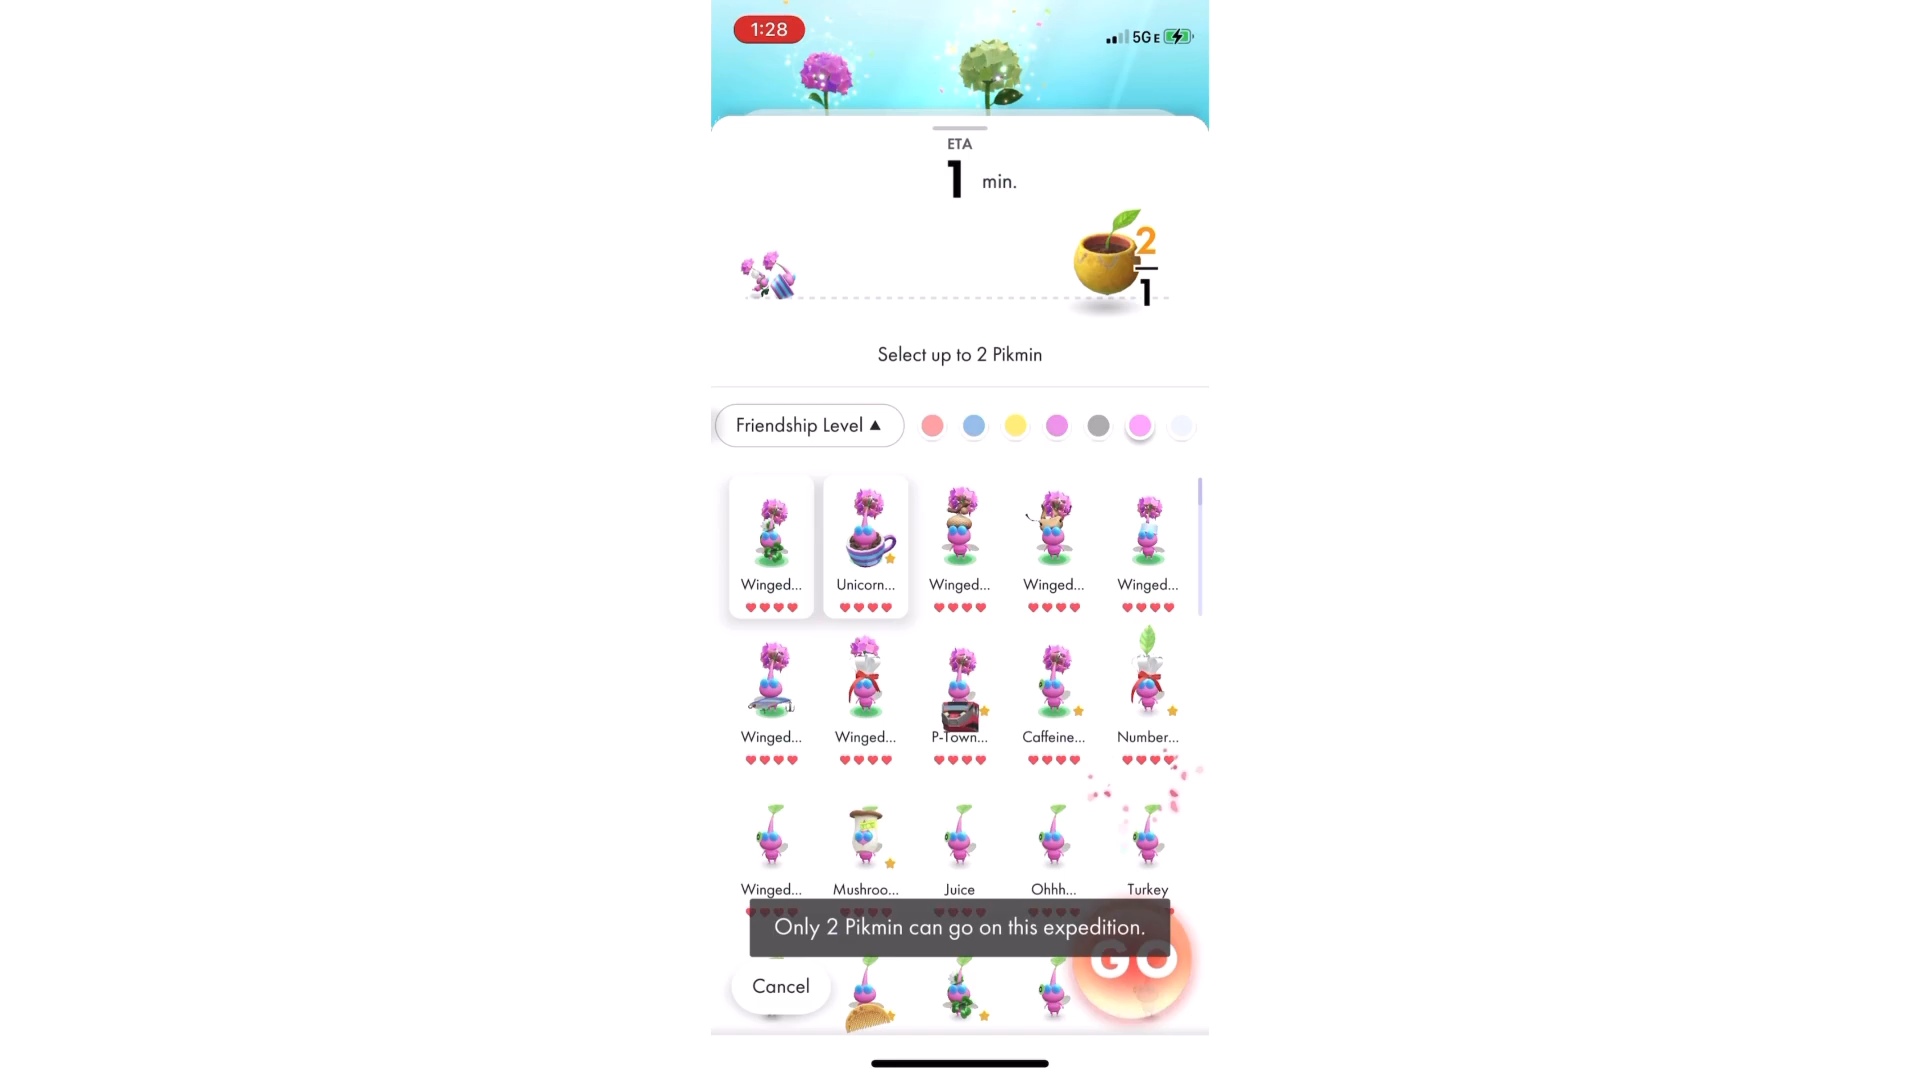 1:28
5G E
ETA
1 min.
2
1
Select up to 2 Pikmin
Friendship Level ▲
Winged... Unicorn... Winged... Winged... Winged...
Winged... Winged... P-Town... Caffeine... Number...
Winged... Mushroo... Juice Ohhh... Turkey
Only 2 Pikmin can go on this expedition.
GO
Cancel